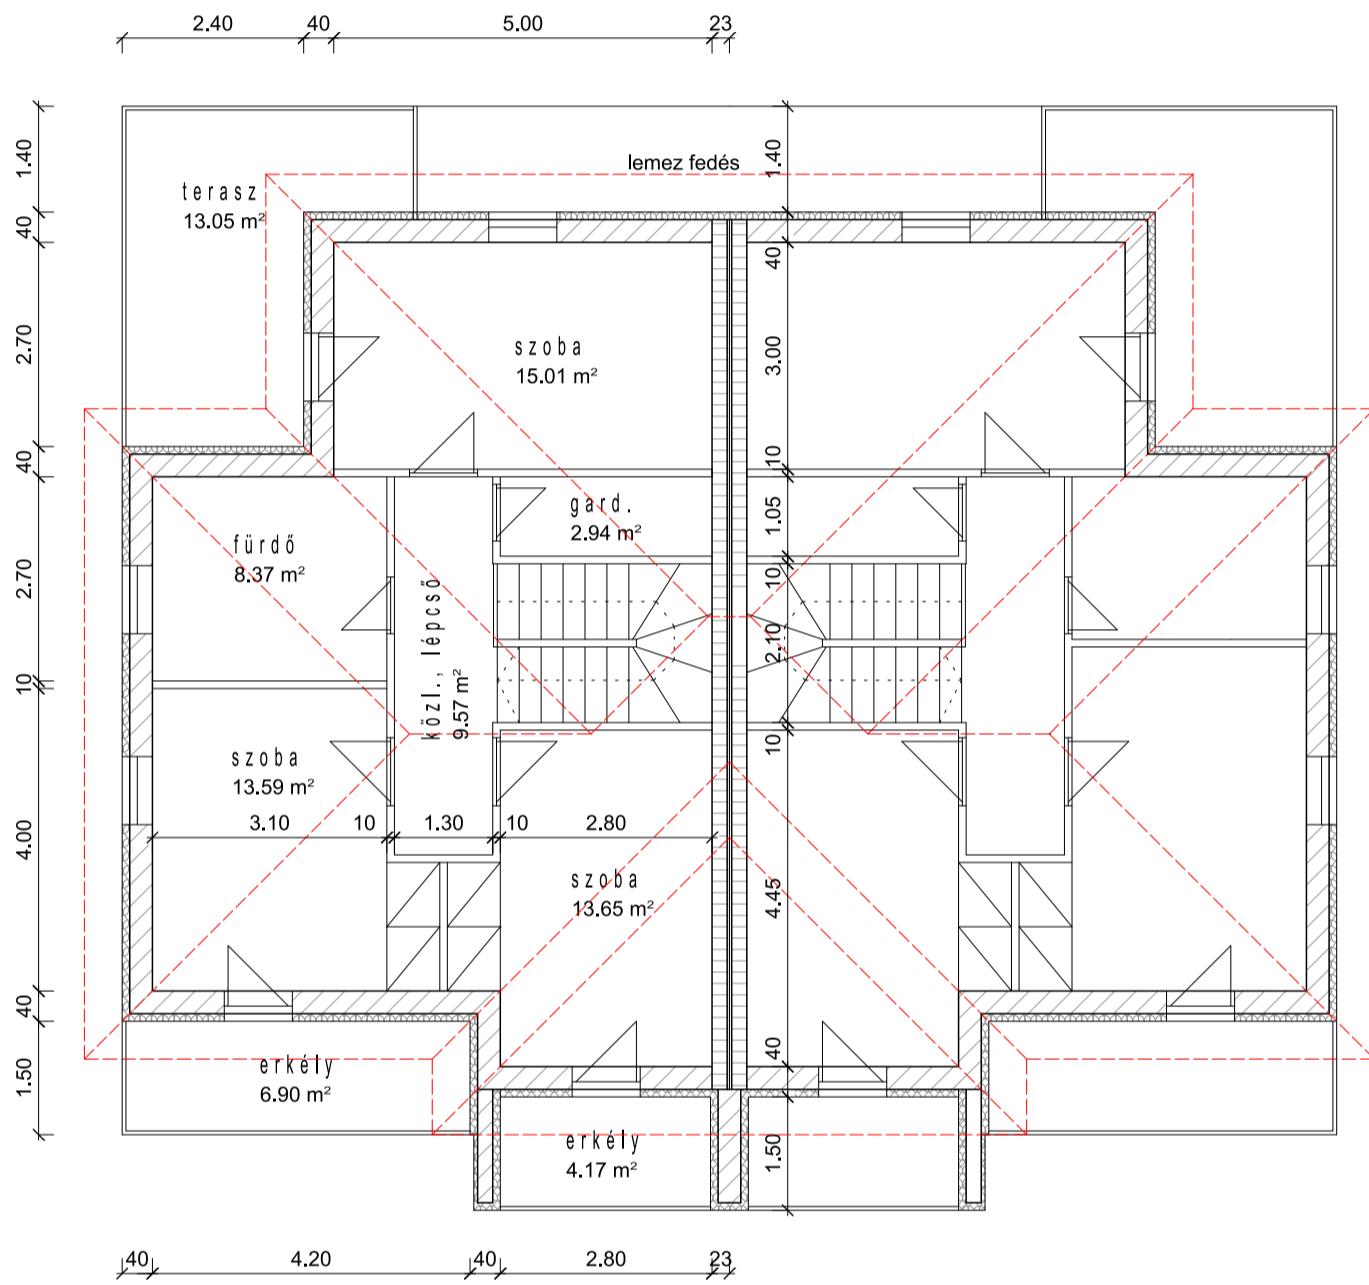 2.40 40 5.00 23
1.40
40
2.70
40
2.70
10
4.00
40
1.50
lemez fedés
1.40
40
3.00
10
1.05
10
2.10
10
4.45
40
1.50
terasz
13.05 m²
szoba
15.01 m²
gard.
2.94 m²
fürdő
8.37 m²
közl., lépcső
9.57 m²
szoba
13.59 m²
3.10 10 1.30 10 2.80
szoba
13.65 m²
erkély
6.90 m²
erkély
4.17 m²
40 4.20 40 2.80 23